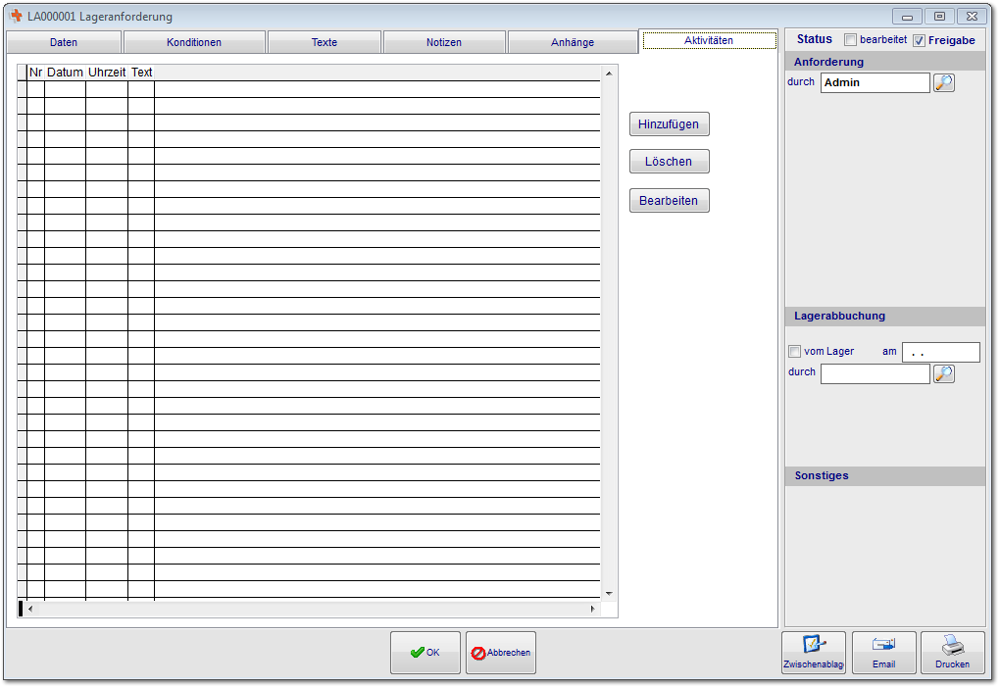 LA000001 Lageranforderung
Daten Konditionen Texte Notizen Anhänge Aktivitäten
Status bearbeitet Freigabe
Anforderung
durch Admin
Nr Datum Uhrzeit Text
Hinzufügen
Löschen
Bearbeiten
Lagerabbuchung
vom Lager am . .
durch
Sonstiges
OK Abbrechen Zwischenablag Email Drucken